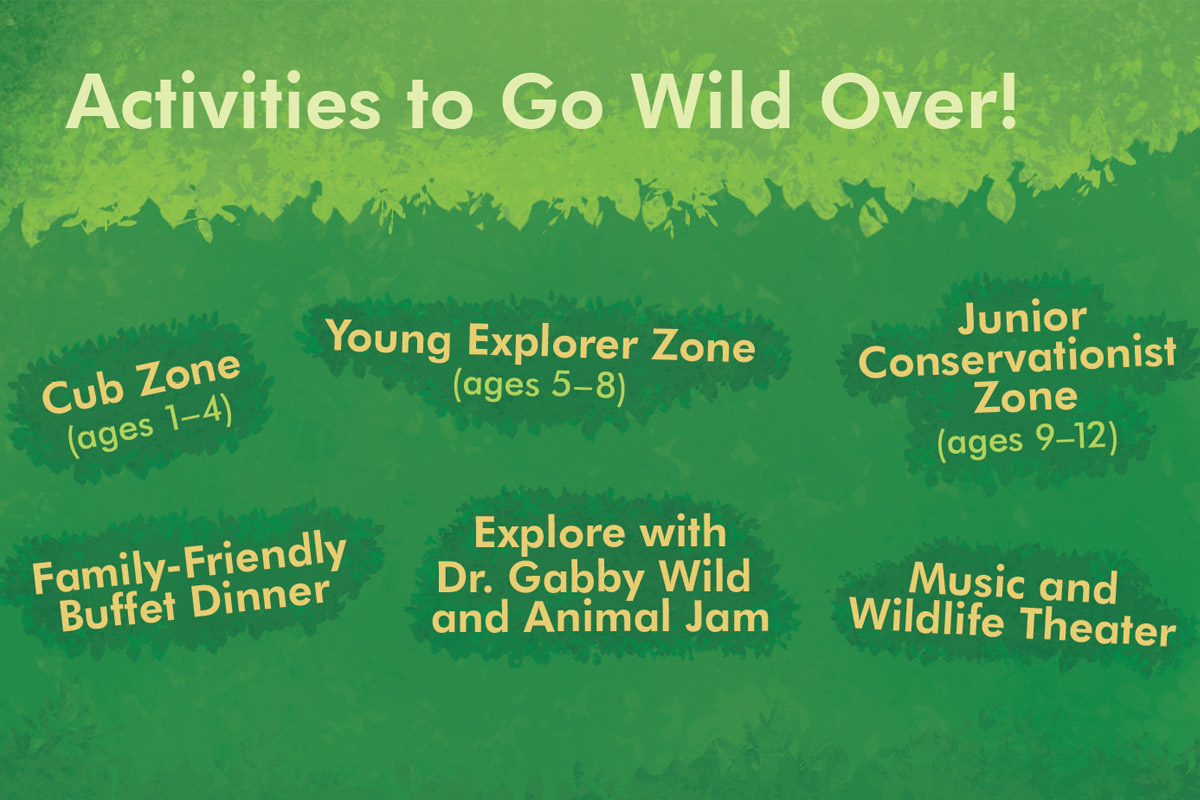 Activities to Go Wild Over!
Cub Zone
(ages 1–4)
Young Explorer Zone
(ages 5–8)
Junior
Conservationist
Zone
(ages 9–12)
Family-Friendly
Buffet Dinner
Explore with
Dr. Gabby Wild
and Animal Jam
Music and
Wildlife Theater